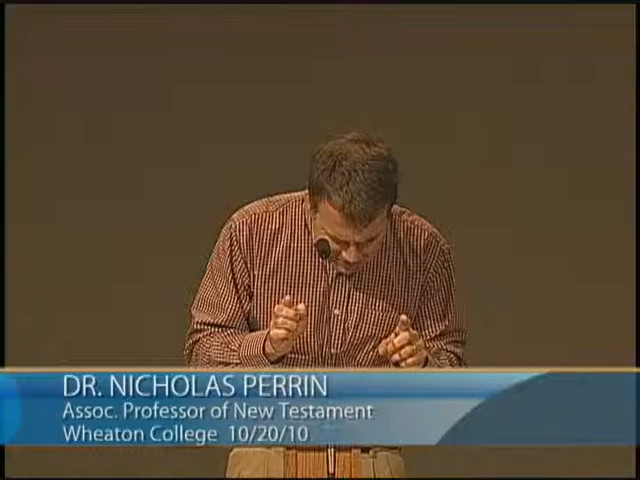 DR. NICHOLAS PERRIN
Assoc. Professor of New Testament
Wheaton College 10/20/10